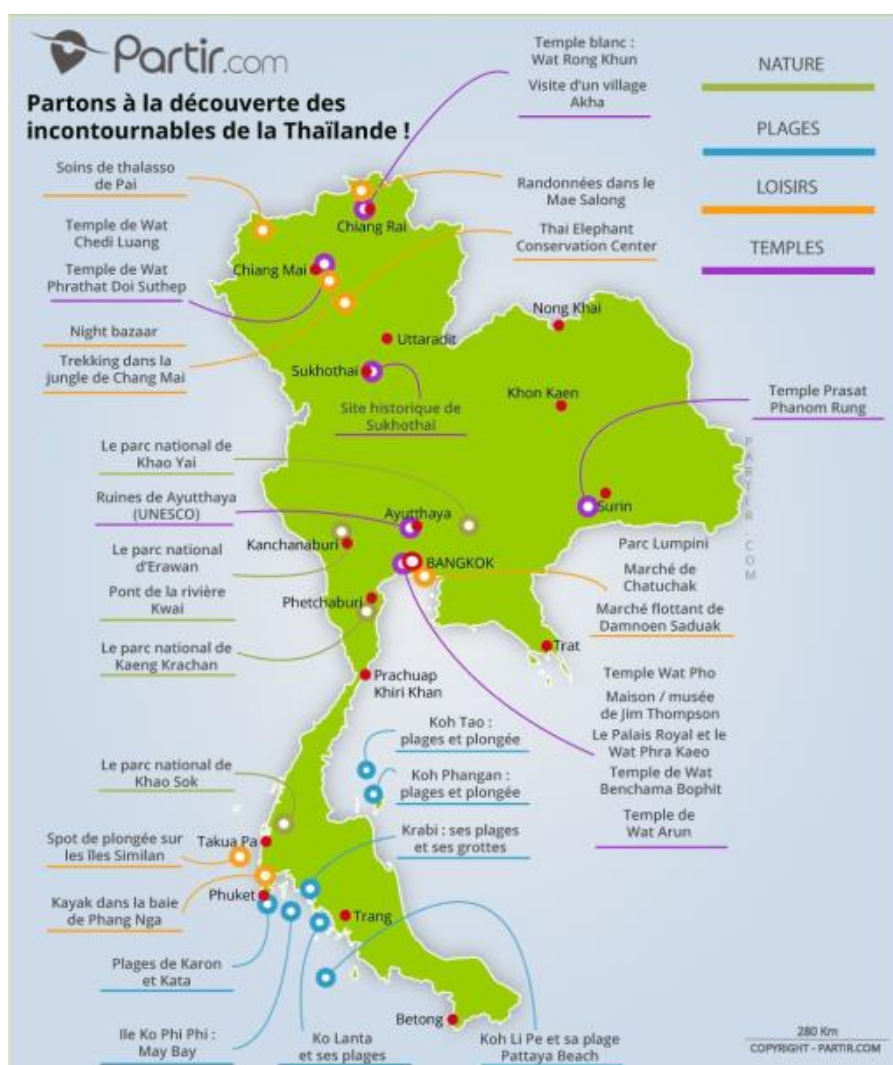 Partir.com
Partons à la découverte des
incontournables de la Thaïlande !
Temple blanc :
Wat Rong Khun
Visite d'un village
Akha
NATURE
PLAGES
LOISIRS
TEMPLES
Soins de thalasso
de Pai
Temple de Wat
Chedi Luang
Temple de Wat
Phrathat Doi Suthep
Night bazaar
Trekking dans la
jungle de Chang Mai
Randonnées dans le
Mae Salong
Thai Elephant
Conservation Center
Chiang Rai
Chiang Mai
Nong Khai
Uttaradit
Sukhothai
Khon Kaen
Site historique de
Sukhothai
Temple Prasat
Phanom Rung
Le parc national de
Khao Yai
Ruines de Ayutthaya
(UNESCO)
Le parc national
d'Erawan
Pont de la rivière
Kwai
Le parc national de
Kaeng Krachan
Ayutthaya
Surin
Kanchanaburi
BANGKOK
Phetchaburi
Trat
Prachuap
Khiri Khan
PARTIR.COM
Parc Lumpini
Marché de
Chatuchak
Marché flottant de
Damnoen Saduak
Temple Wat Pho
Maison / musée
de Jim Thompson
Le Palais Royal et le
Wat Phra Kaeo
Temple de Wat
Benchama Bophit
Temple de
Wat Arun
Koh Tao :
plages et plongée
Koh Phangan :
plages et plongée
Krabi : ses plages
et ses grottes
Le parc national de
Khao Sok
Spot de plongée sur
les îles Similan
Kayak dans la baie
de Phang Nga
Plages de Karon
et Kata
Ile Ko Phi Phi :
May Bay
Takua Pa
Phuket
Trang
Betong
Ko Lanta
et ses plages
Koh Li Pe et sa plage
Pattaya Beach
280 Km
COPYRIGHT - PARTIR.COM